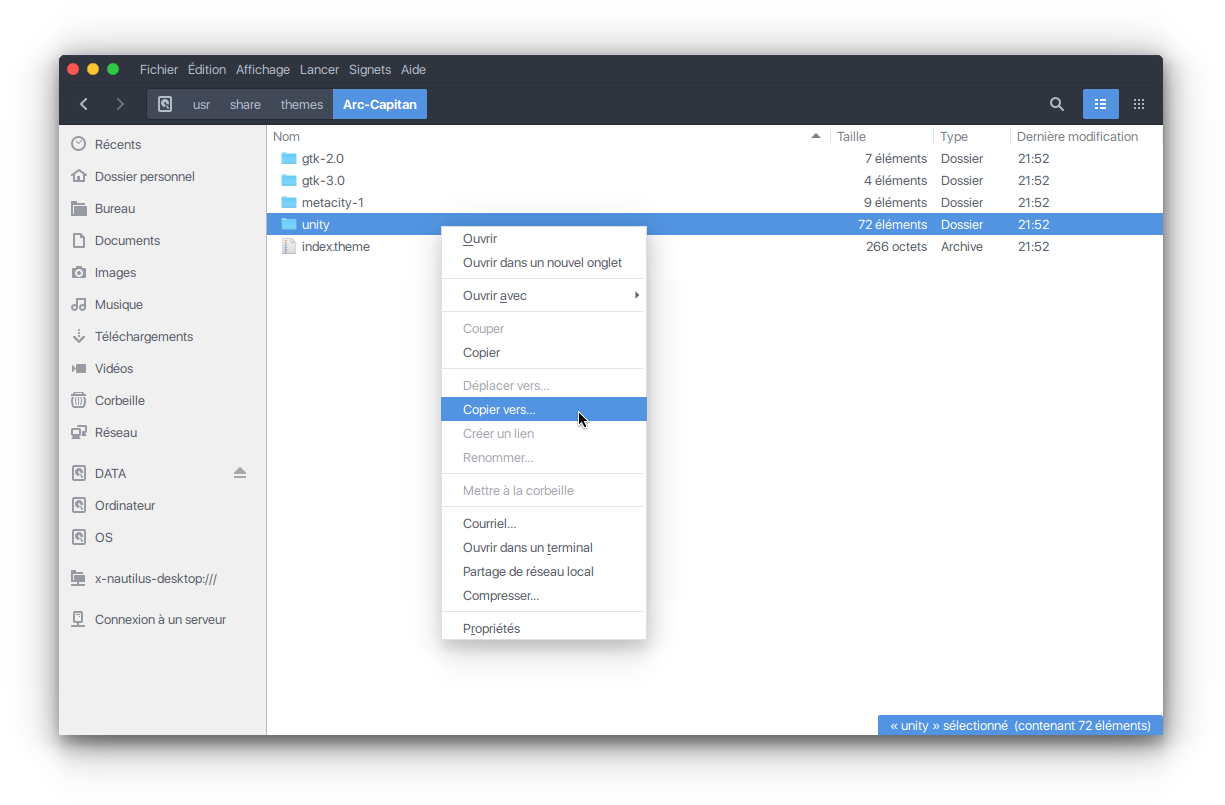 Fichier Édition Affichage Lancer Signets Aide
usr share themes Arc-Capitan
Récents
Dossier personnel
Bureau
Documents
Images
Musique
Téléchargements
Vidéos
Corbeille
Réseau
DATA
Ordinateur
OS
x-nautilus-desktop:///
Connexion à un serveur
Nom Taille Type Dernière modification
gtk-2.0 7 éléments Dossier 21:52
gtk-3.0 4 éléments Dossier 21:52
metacity-1 9 éléments Dossier 21:52
unity 72 éléments Dossier 21:52
index.theme 266 octets Archive 21:52
Ouvrir
Ouvrir dans un nouvel onglet
Ouvrir avec
Couper
Copier
Déplacer vers...
Copier vers...
Créer un lien
Renommer...
Mettre à la corbeille
Courriel...
Ouvrir dans un terminal
Partage de réseau local
Compresser...
Propriétés
« unity » sélectionné (contenant 72 éléments)